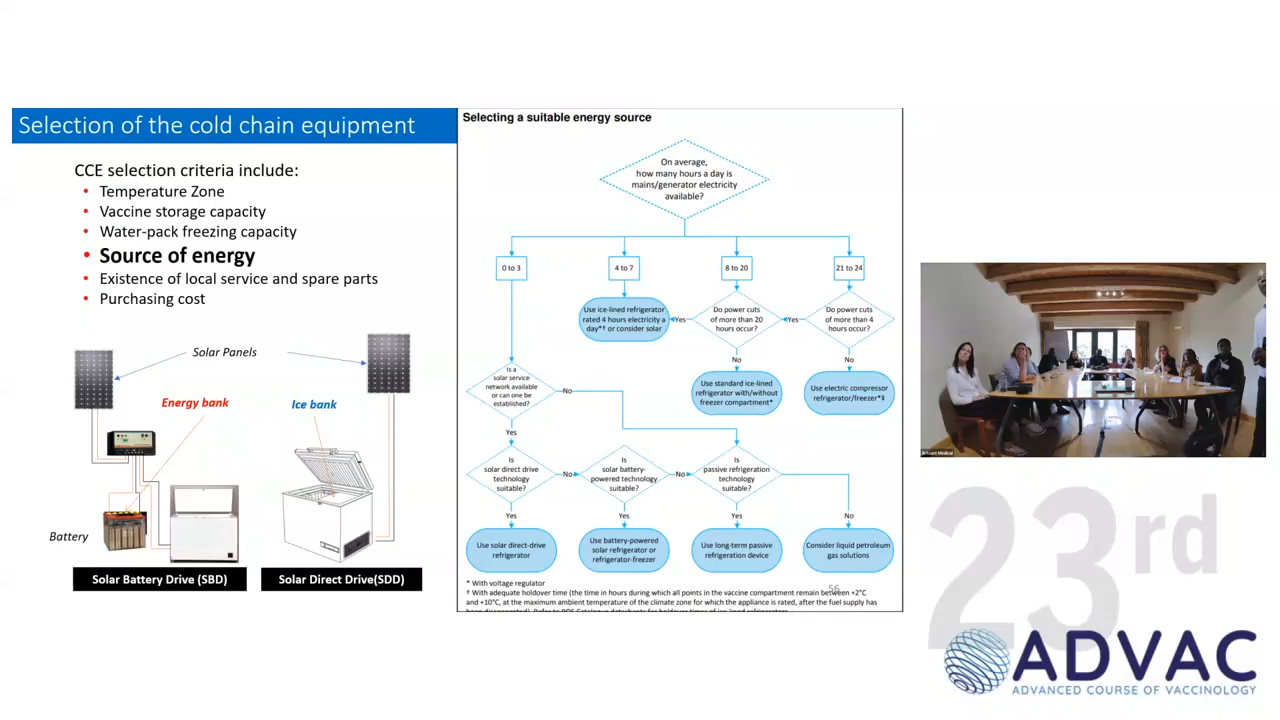 Selection of the cold chain equipment
CCE selection criteria include:
• Temperature Zone
• Vaccine storage capacity
• Water-pack freezing capacity
• Source of energy
• Existence of local service and spare parts
• Purchasing cost
Solar Panels
Energy bank
Ice bank
Battery
Solar Battery Drive (SBD)
Solar Direct Drive(SDD)
Selecting a suitable energy source
On average,
how many hours a day is
mains/generator electricity
available?
0 to 3
4 to 7
8 to 20
21 to 24
Use ice-lined refrigerator
rated 4 hours electricity a
day*† or consider solar
Yes
Do power cuts
of more than 20
hours occur?
Yes
Do power cuts
of more than 4
hours occur?
No
No
Is a
solar service
network available
or can one be
established?
No
Use standard ice-lined
refrigerator with/without
freezer compartment*
Use electric compressor
refrigerator/freezer*‡
Yes
Is
solar direct drive
technology
suitable?
No
Is
solar battery-
powered technology
suitable?
No
Is
passive refrigeration
technology
suitable?
Yes
Yes
Yes
No
Use solar direct-drive
refrigerator
Use battery-powered
solar refrigerator or
refrigerator-freezer
Use long-term passive
refrigeration device
Consider liquid petroleum
gas solutions
* With voltage regulator
56
† With adequate holdover time (the time in hours during which all points in the vaccine compartment remain between +2°C
and +10°C, at the maximum ambient temperature of the climate zone for which the appliance is rated, after the fuel supply has
Artcast Medical
23rd
ADVAC
ADVANCED COURSE OF VACCINOLOGY